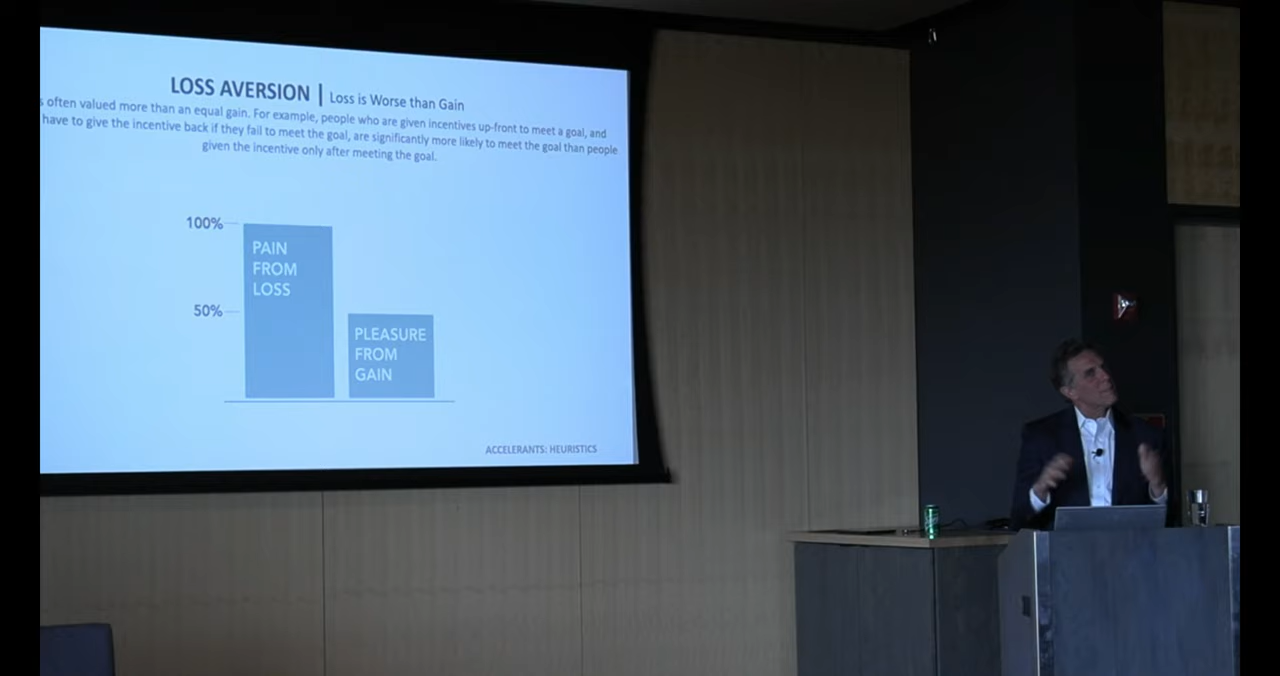 LOSS AVERSION | Loss is Worse than Gain
often valued more than an equal gain. For example, people who are given incentives up-front to meet a goal, and
have to give the incentive back if they fail to meet the goal, are significantly more likely to meet the goal than people
given the incentive only after meeting the goal.
100%
PAIN
FROM
LOSS
50%
PLEASURE
FROM
GAIN
ACCELERANTS: HEURISTICS